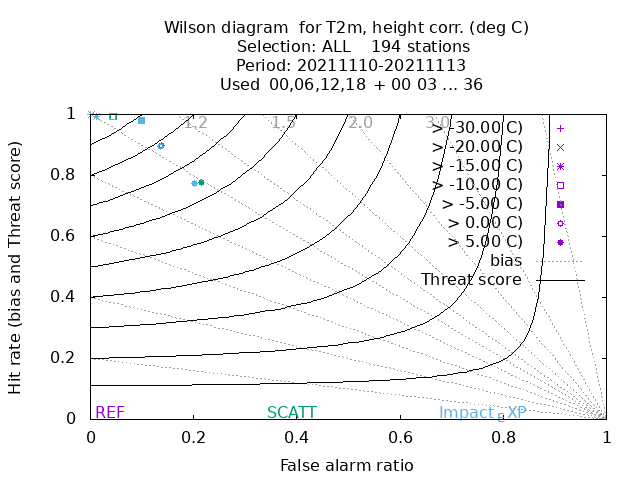 Wilson diagram  for T2m, height corr. (deg C)
Selection: ALL    194 stations
Period: 20211110-20211113
Used  00,06,12,18  + 00 03 ... 36
Hit rate (bias and Threat score)
1
0.8
0.6
0.4
0.2
0
1.2
1.5
2.0
3.0
> -30.00 C)
> -20.00 C)
> -15.00 C)
> -10.00 C)
> -5.00 C)
> 0.00 C)
> 5.00 C)
bias
Threat score
REF
SCATT
Impact_EXP
0
0.2
0.4
0.6
0.8
1
False alarm ratio